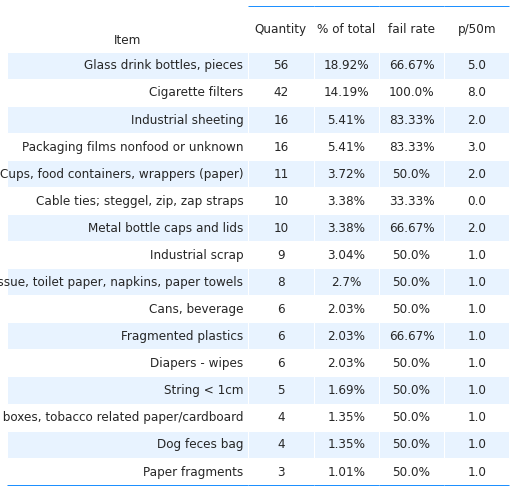 Item Quantity % of total fail rate p/50m
Glass drink bottles, pieces 56 18.92% 66.67% 5.0
Cigarette filters 42 14.19% 100.0% 8.0
Industrial sheeting 16 5.41% 83.33% 2.0
Packaging films nonfood or unknown 16 5.41% 83.33% 3.0
Cups, food containers, wrappers (paper) 11 3.72% 50.0% 2.0
Cable ties; steggel, zip, zap straps 10 3.38% 33.33% 0.0
Metal bottle caps and lids 10 3.38% 66.67% 2.0
Industrial scrap 9 3.04% 50.0% 1.0
ssue, toilet paper, napkins, paper towels 8 2.7% 50.0% 1.0
Cans, beverage 6 2.03% 50.0% 1.0
Fragmented plastics 6 2.03% 66.67% 1.0
Diapers - wipes 6 2.03% 50.0% 1.0
String < 1cm 5 1.69% 50.0% 1.0
boxes, tobacco related paper/cardboard 4 1.35% 50.0% 1.0
Dog feces bag 4 1.35% 50.0% 1.0
Paper fragments 3 1.01% 50.0% 1.0